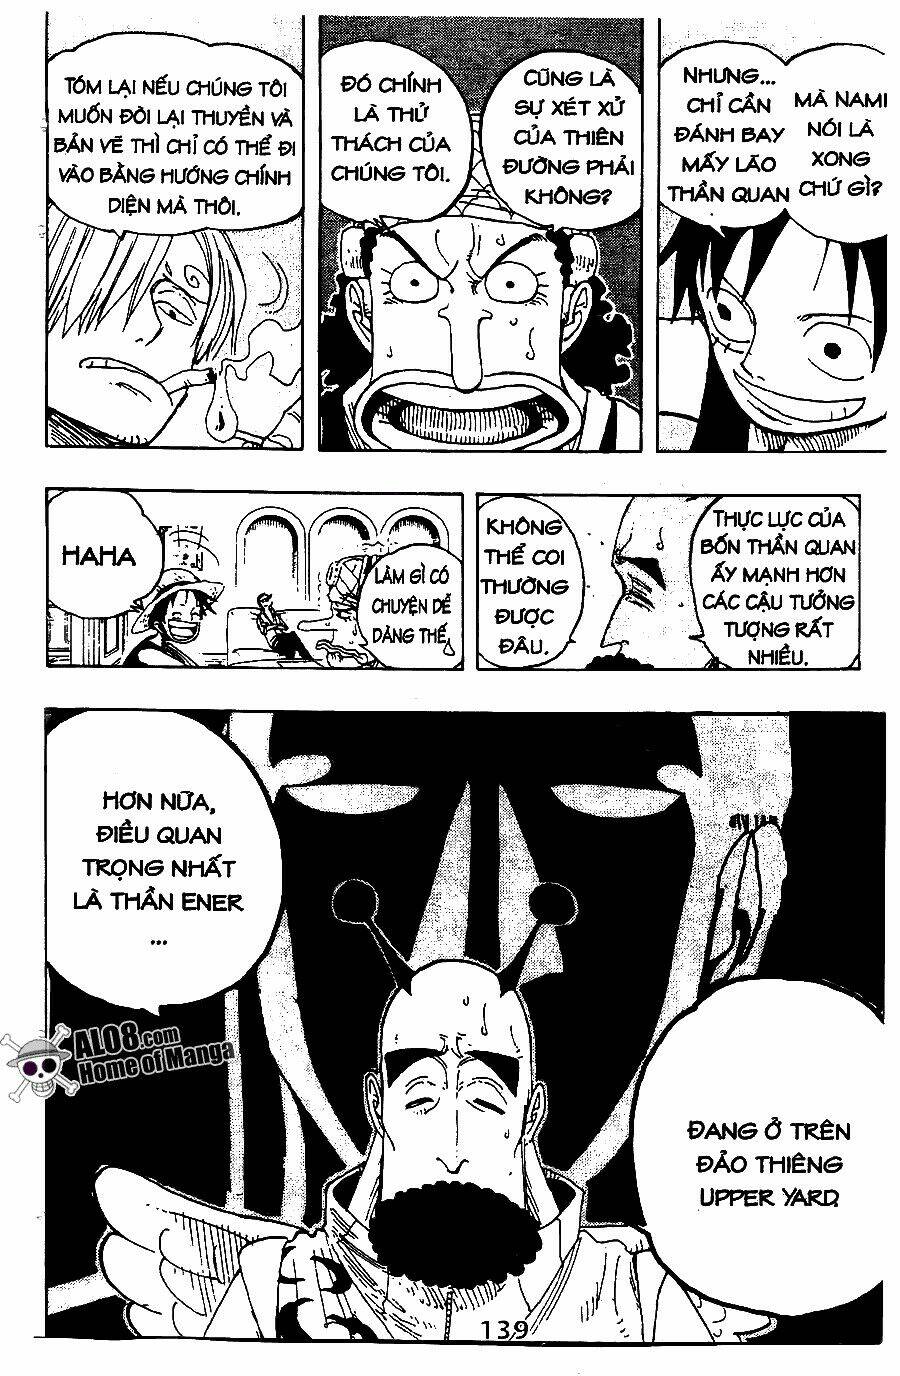 TÓM LẠI NẾU CHÚNG TÔI
MUỐN ĐÒI LẠI THUYỀN VÀ
BẢN VẼ THÌ CHỈ CÓ THỂ ĐI
VÀO BẰNG HƯỚNG CHÍNH
DIỆN MÀ THÔI.
ĐÓ CHÍNH
LÀ THỬ
THÁCH CỦA
CHÚNG TÔI.
CŨNG LÀ
SỰ XÉT XỬ
CỦA THIÊN
ĐƯỜNG PHẢI
KHÔNG?
NHƯNG...
CHỈ CẦN
ĐÁNH BAY
MẤY LÃO
THẦN QUAN
MÀ NAMI
NÓI LÀ
XONG
CHỨ GÌ?
HAHA
LÀM GÌ CÓ
CHUYỆN DỄ
DÀNG THẾ,
KHÔNG
THỂ COI
THƯỜNG
ĐƯỢC
ĐÂU.
THỰC LỰC CỦA
BỐN THẦN QUAN
ẤY MẠNH HƠN
CÁC CẬU TƯỞNG
TƯỢNG RẤT
NHIỀU.
HƠN NỮA,
ĐIỀU QUAN
TRỌNG NHẤT
LÀ THẦN ENER
...
AL08.com
Home of Manga
ĐANG Ở TRÊN
ĐẢO THIÊNG
UPPER YARD.
139